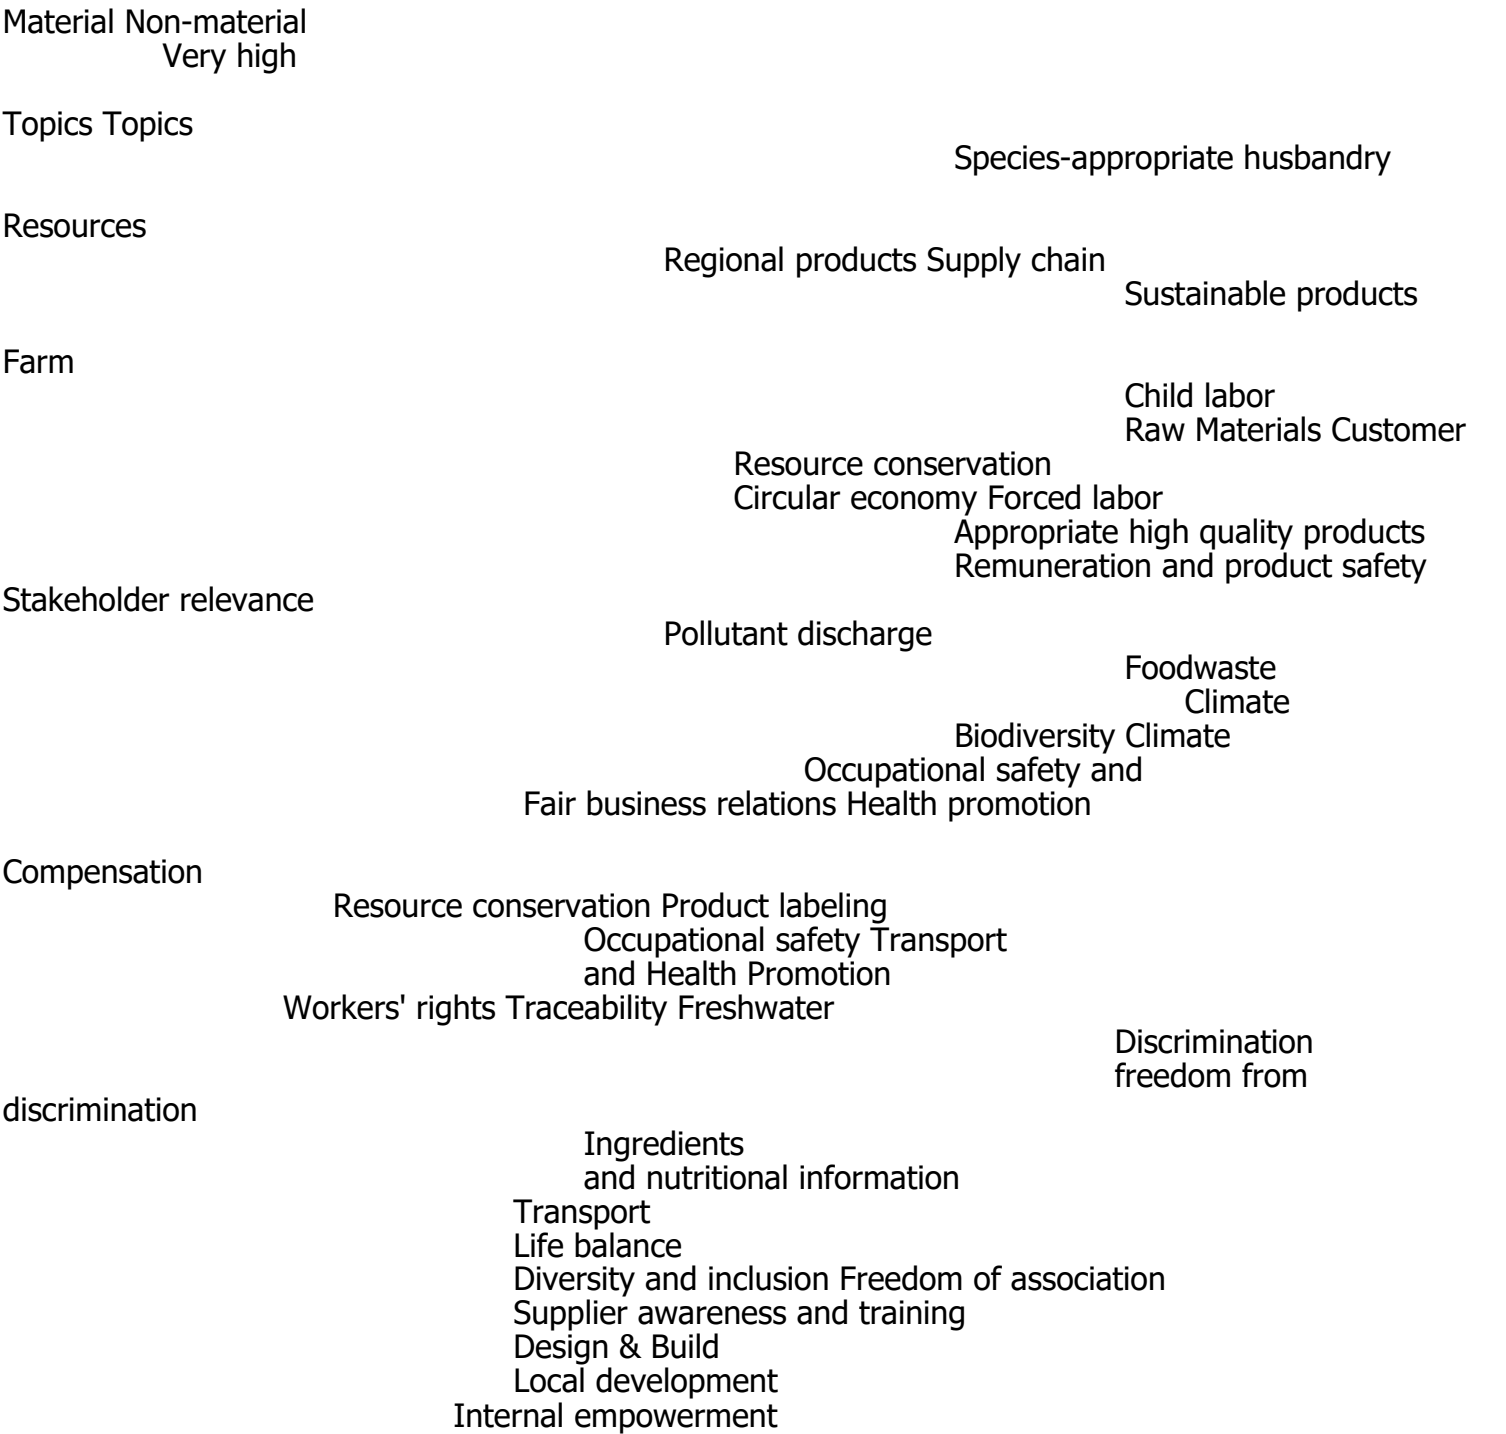 Material Non-material
Very high
Topics Topics
Species-appropriate husbandry
Resources
Regional products Supply chain
Sustainable products
Farm
Child labor
Raw Materials Customer
Resource conservation
Circular economy Forced labor
Appropriate high quality products
Remuneration and product safety
Stakeholder relevance
Pollutant discharge
Foodwaste
Climate
Biodiversity Climate
Occupational safety and
Fair business relations Health promotion
Compensation
Resource conservation Product labeling
Occupational safety Transport
and Health Promotion
Workers' rights Traceability Freshwater
Discrimination
freedom from
discrimination
Ingredients
and nutritional information
Transport
Life balance
Diversity and inclusion Freedom of association
Supplier awareness and training
Design & Build
Local development
Internal empowerment